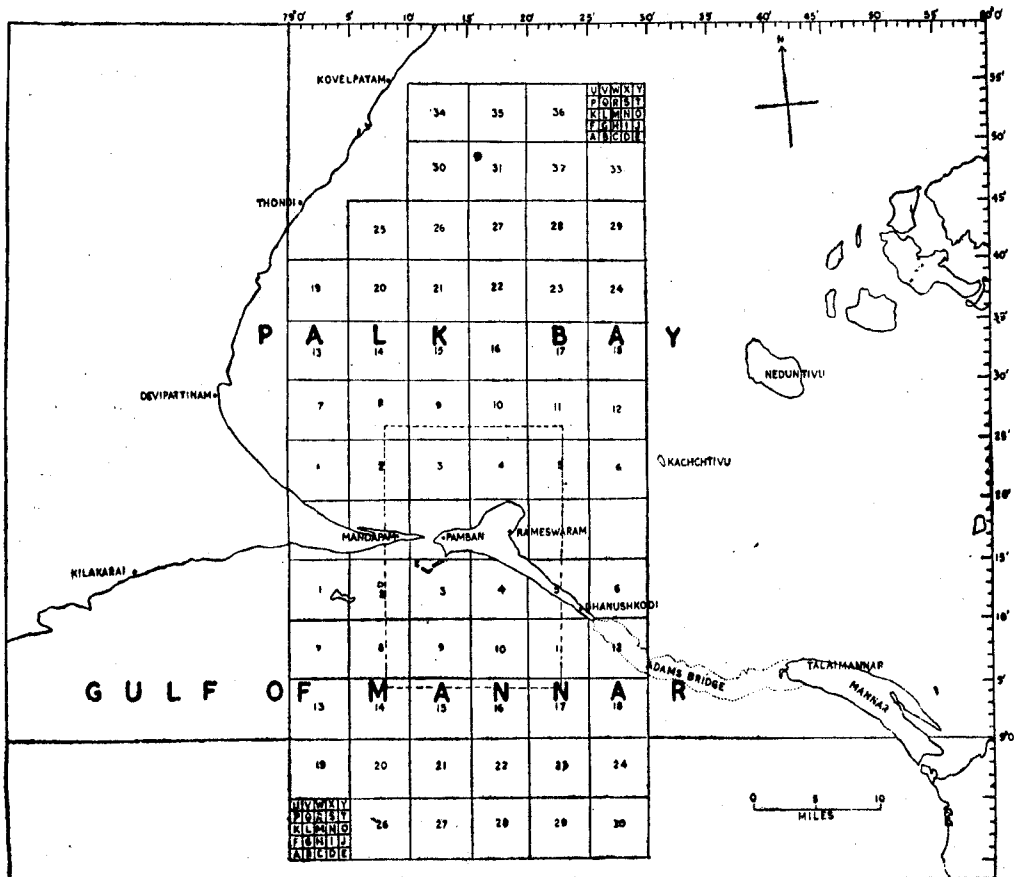 79°0' 5' 10' 15' 20' 25' 30' 35' 40' 45' 50' 55' 80°0'
N
KOVELPATAM
55'
U V W X Y
P Q R S T
K L M N O
F G H I J
A B C D E
34 35 36
50'
30 31 32 33
THONDI
45'
25 26 27 28 29
40'
19 20 21 22 23 24
35'
PALK BAY
13 14 15 16 17 18
NEDUNTIVU
30'
DEVIPATTINAM
7 8 9 10 11 12
25'
1 2 3 4 5 6
KACHCHTIVU
20'
MANDAPAM PAMBAN RAMESWARAM
15'
KILAKARAI
1 2 3 4 5 6
DHANUSHKODI
10'
7 8 9 10 11 12
ADAMS BRIDGE
TALAIMANNAR
MANNAR
5'
GULF OF MANNAR
13 14 15 16 17 18
9°0'
19 20 21 22 23 24
U V W X Y
P Q R S T
K L M N O
F G H I J
A B C D E
26 27 28 29 30
0 5 10
MILES